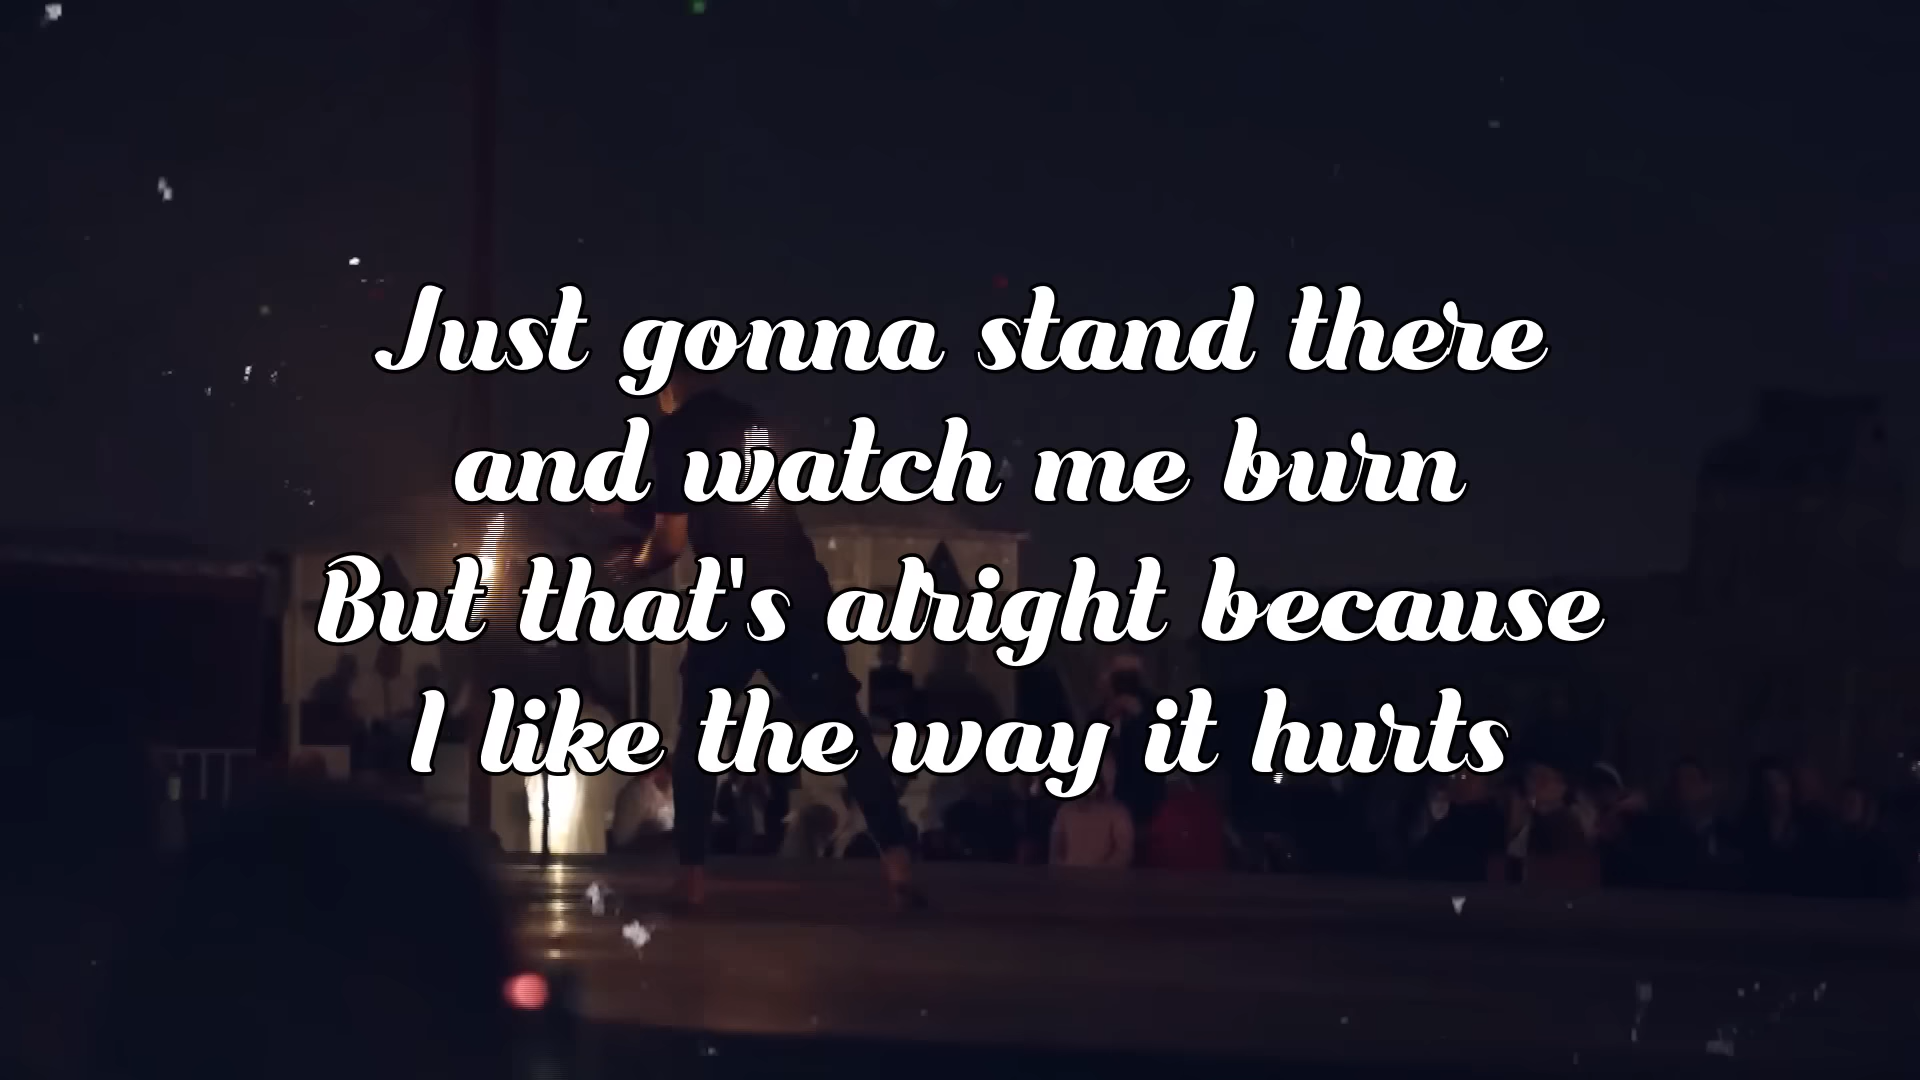 Just gonna stand there
and watch me burn
But that's alright because
I like the way it hurts